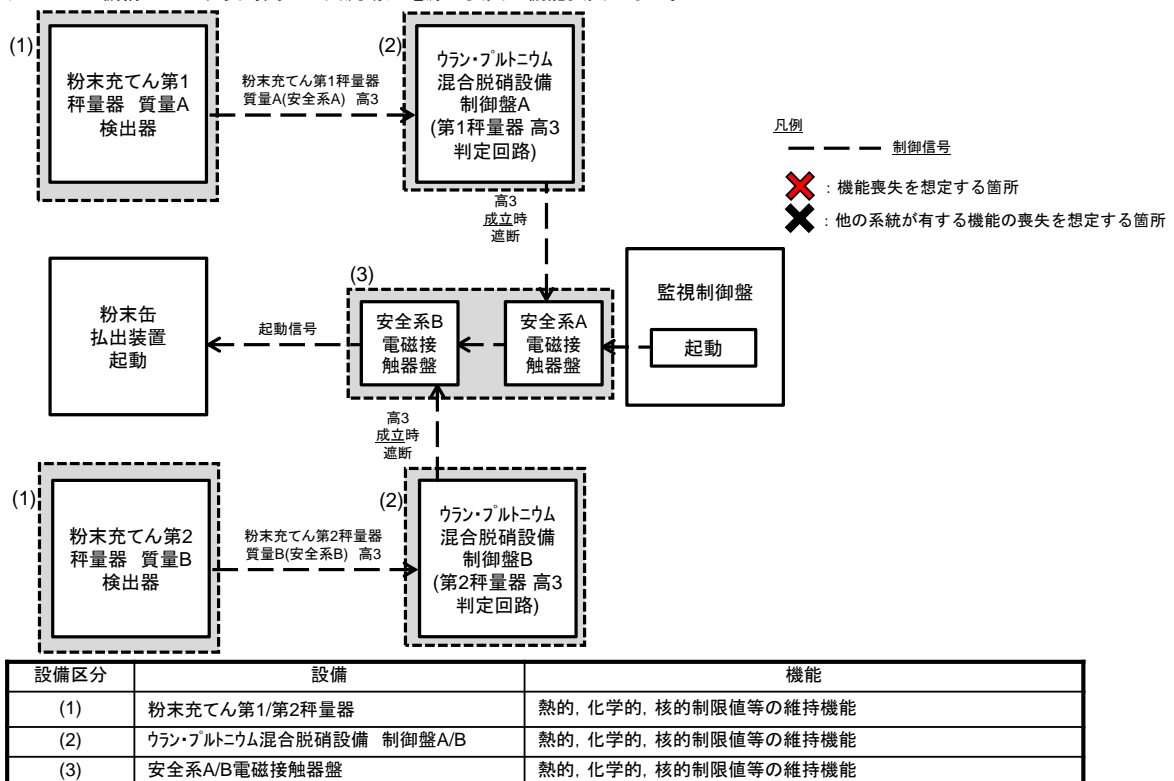 (1)
粉末充てん第1
秤量器 質量A
検出器
粉末充てん第1秤量器
質量A(安全系A) 高3
(2)
ウラン・プルトニウム
混合脱硝設備
制御盤A
(第1秤量器 高3
判定回路)
凡例
制御信号
:機能喪失を想定する箇所
:他の系統が有する機能の喪失を想定する箇所
高3
成立時
遮断
粉末缶
払出装置
起動
起動信号
(3)
安全系B
電磁接
触器盤
安全系A
電磁接
触器盤
監視制御盤
起動
高3
成立時
遮断
(1)
粉末充てん第2
秤量器 質量B
検出器
粉末充てん第2秤量器
質量B(安全系B) 高3
(2)
ウラン・プルトニウム
混合脱硝設備
制御盤B
(第2秤量器 高3
判定回路)
設備区分 設備 機能
(1) 粉末充てん第1/第2秤量器 熱的, 化学的, 核的制限値等の維持機能
(2) ウラン・プルトニウム混合脱硝設備 制御盤A/B 熱的, 化学的, 核的制限値等の維持機能
(3) 安全系A/B電磁接触器盤 熱的, 化学的, 核的制限値等の維持機能